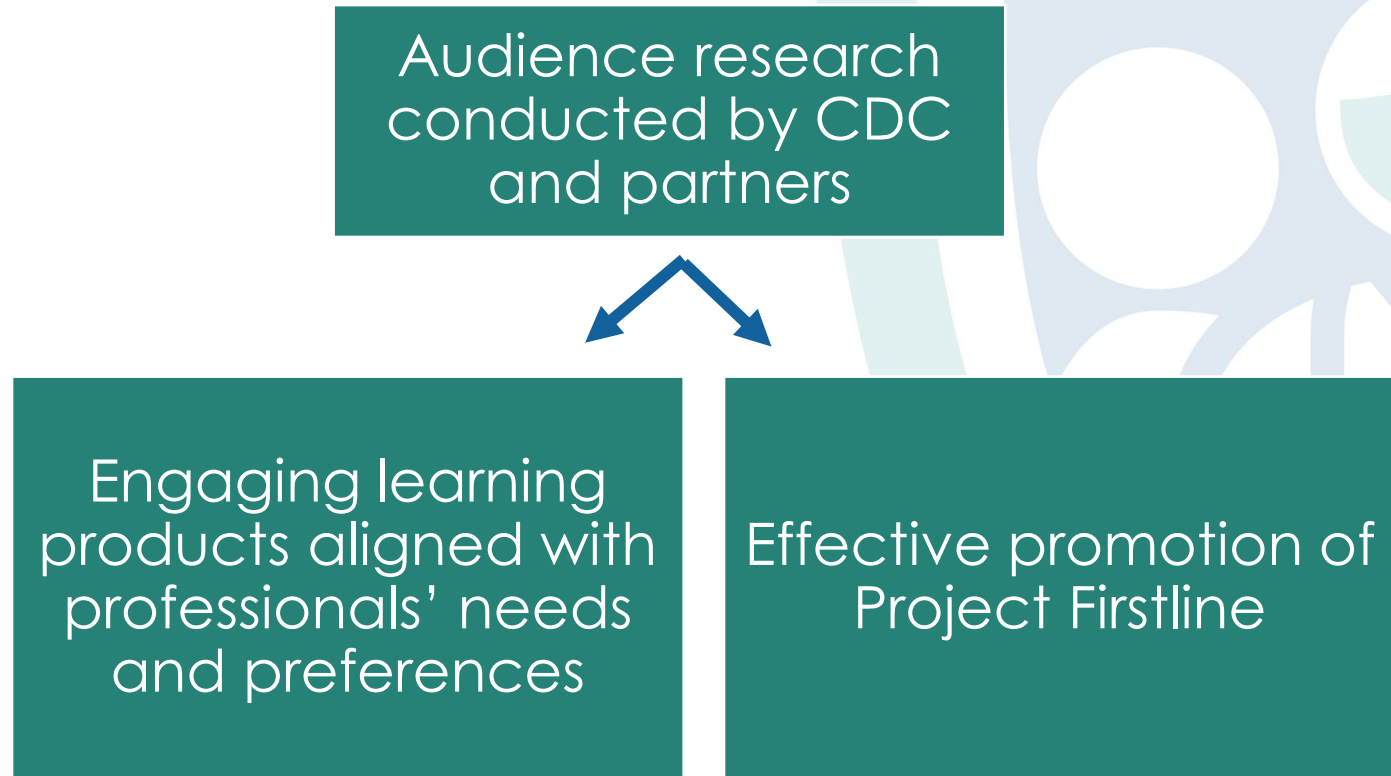 Audience research
conducted by CDC
and partners
Engaging learning
products aligned with
professionals’ needs
and preferences
Effective promotion of
Project Firstline